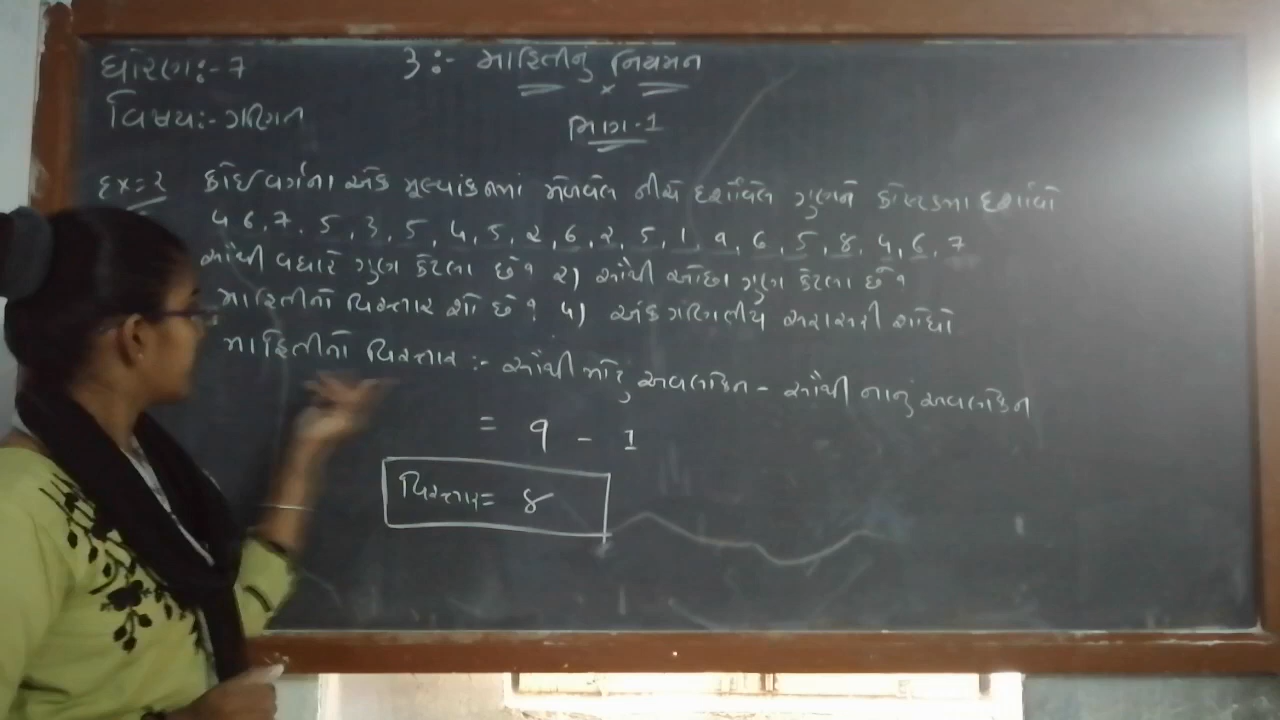 ધોરણ:- 7
3 :- માહિતીનું નિયમન
વિષય:- ગણિત
ભાગ-1
Ex=2 કોઈ વર્ગના એક મૂલ્યાંકનમાં મેળવેલ નીચે દર્શાવેલ ગુણને કોષ્ટકમાં દર્શાવો
4 6, 7, 5, 3, 5, 4, 5, 2, 6, 2, 5, 1, 9, 6, 5, 8, 4, 6, 7
સૌથી વધારે ગુણ કેટલા છે ? 2) સૌથી ઓછા ગુણ કેટલા છે ?
માહિતીનો વિસ્તાર શો છે ? 4) અંકગણિતીય સરાસરી શોધો
માહિતીનો વિસ્તાર :- સૌથી મોટું અવલોકન - સૌથી નાનું અવલોકન
= 9 - 1
વિસ્તાર = 8